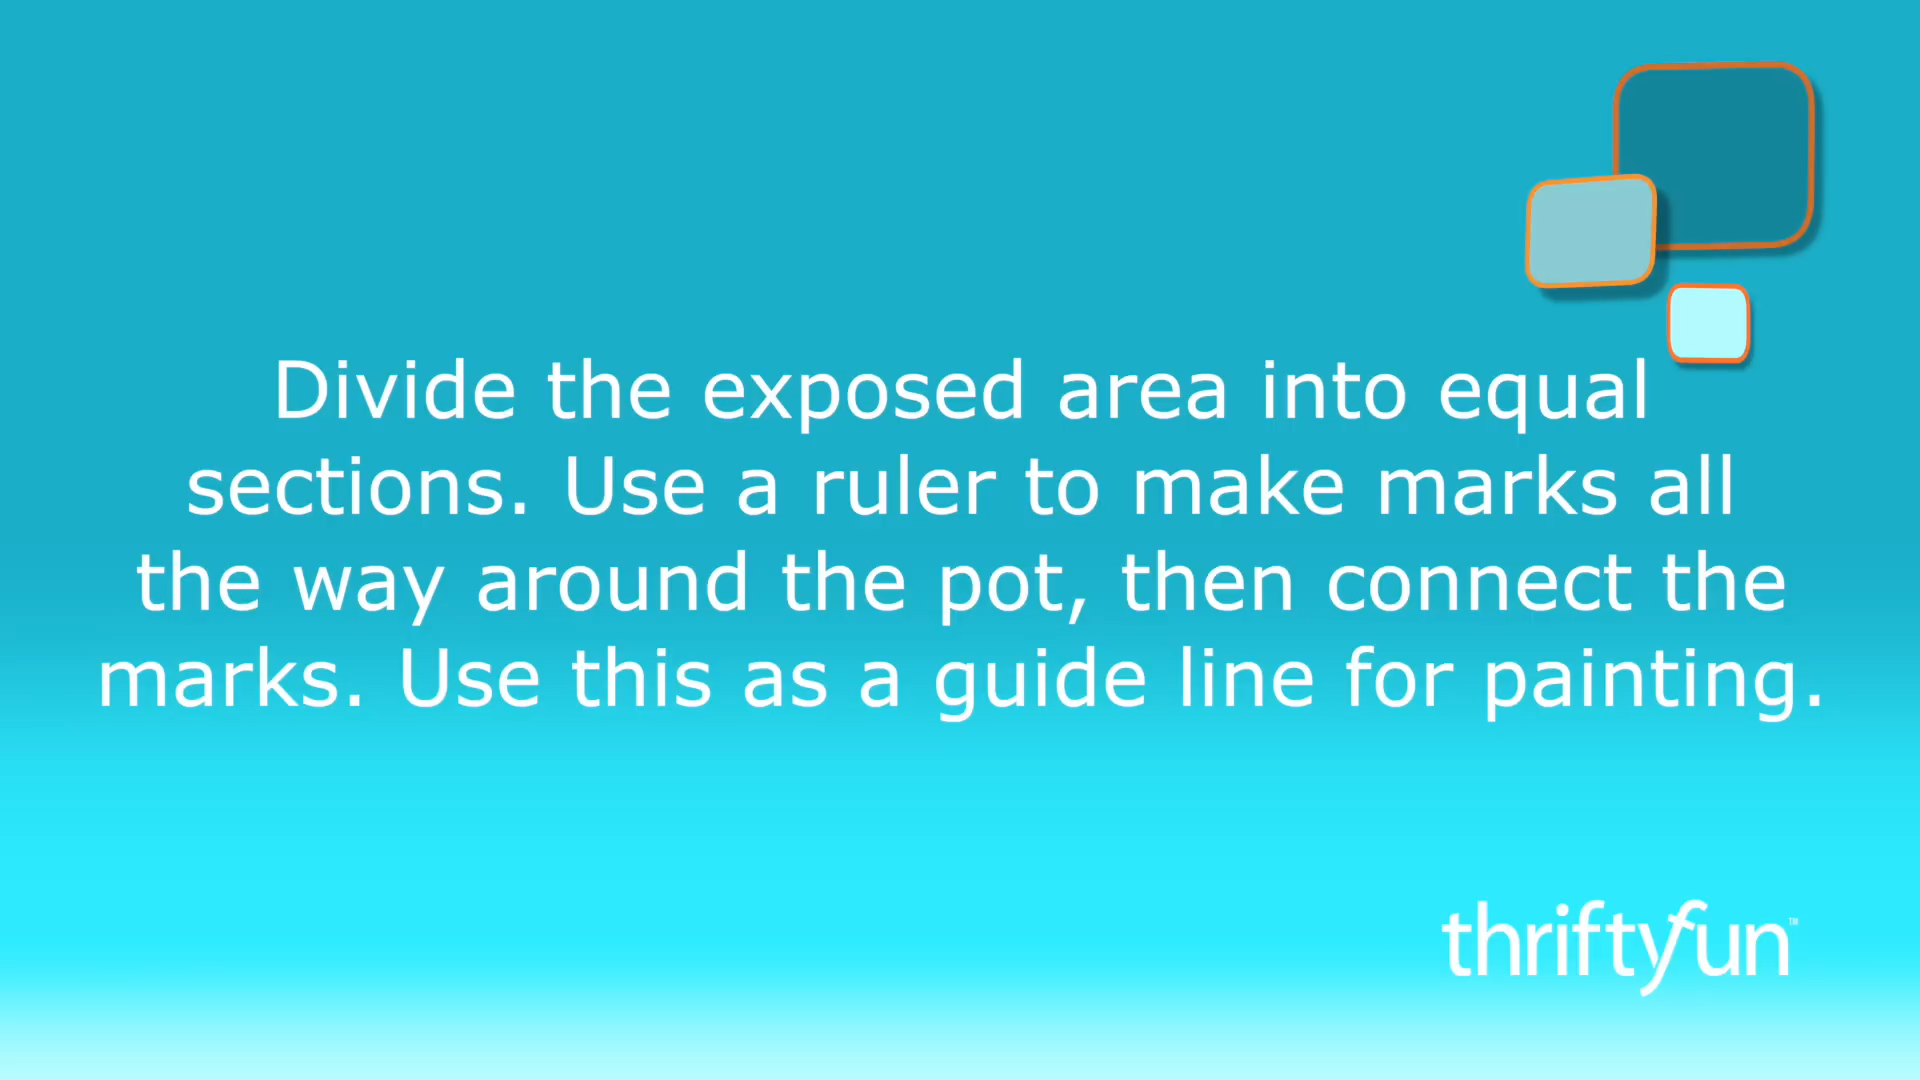 Divide the exposed area into equal
sections. Use a ruler to make marks all
the way around the pot, then connect the
marks. Use this as a guide line for painting.
thriftyfun™